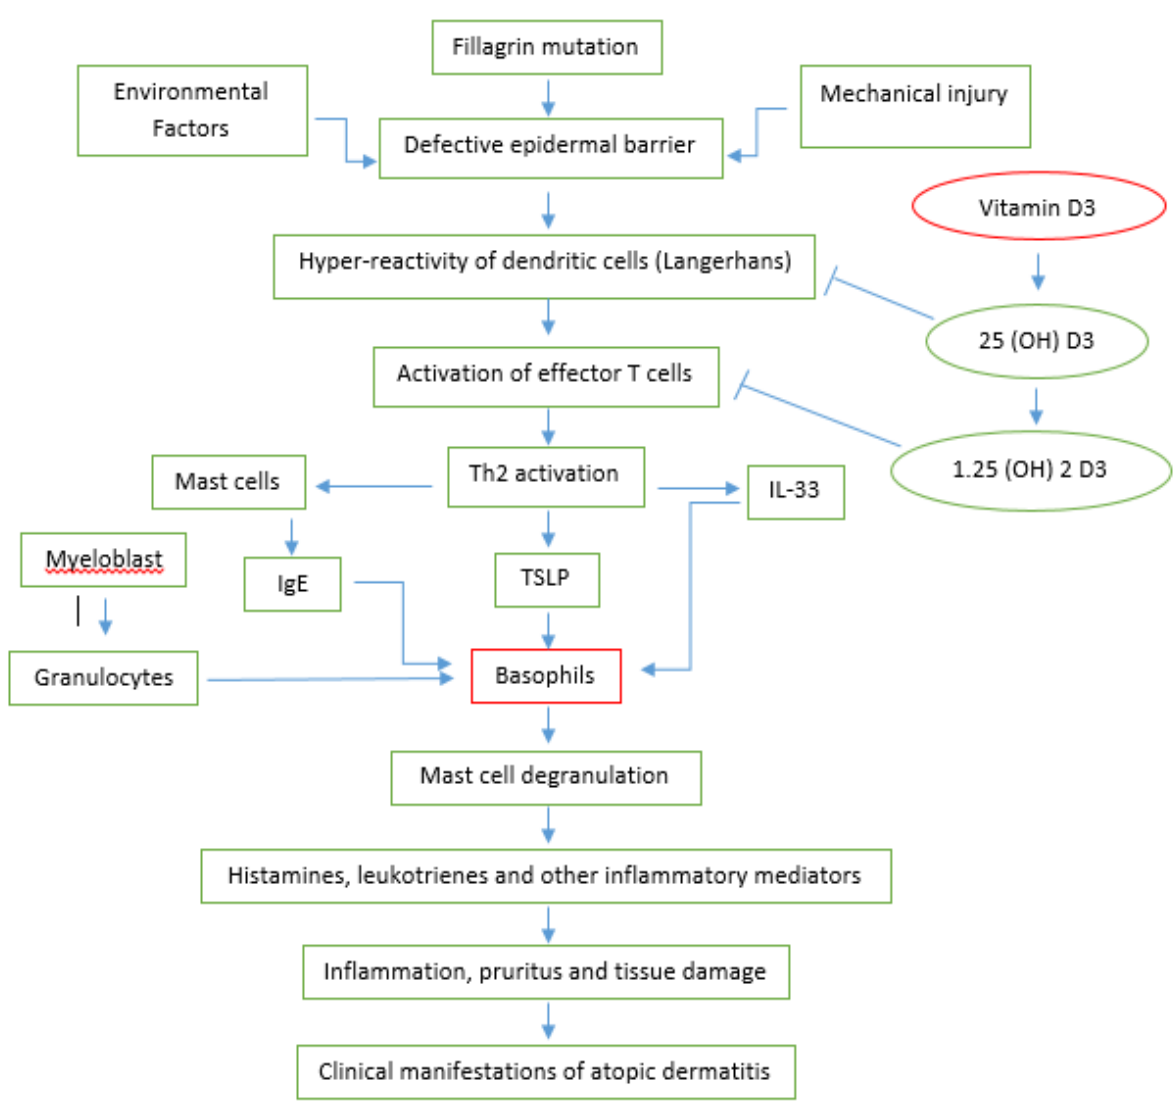 Fillagrin mutation
Environmental
Factors
Mechanical injury
Defective epidermal barrier
Vitamin D3
Hyper-reactivity of dendritic cells (Langerhans)
25 (OH) D3
Activation of effector T cells
1.25 (OH) 2 D3
Th2 activation
Mast cells
IL-33
Myeloblast
IgE
TSLP
Granulocytes
Basophils
Mast cell degranulation
Histamines, leukotrienes and other inflammatory mediators
Inflammation, pruritus and tissue damage
Clinical manifestations of atopic dermatitis